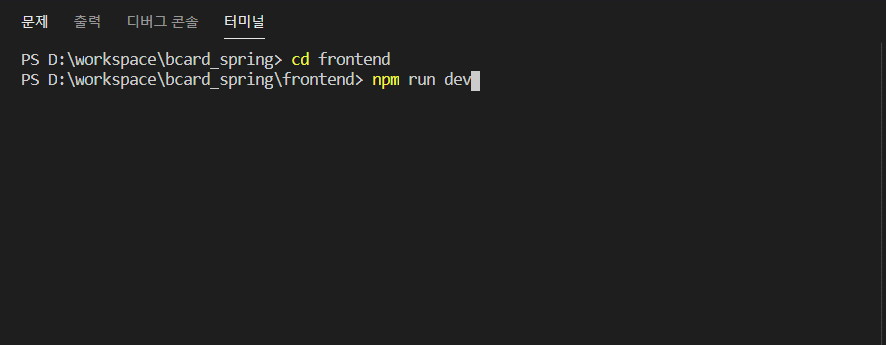 문제 출력 디버그 콘솔 터미널
PS D:\workspace\bcard_spring> cd frontend
PS D:\workspace\bcard_spring\frontend> npm run dev